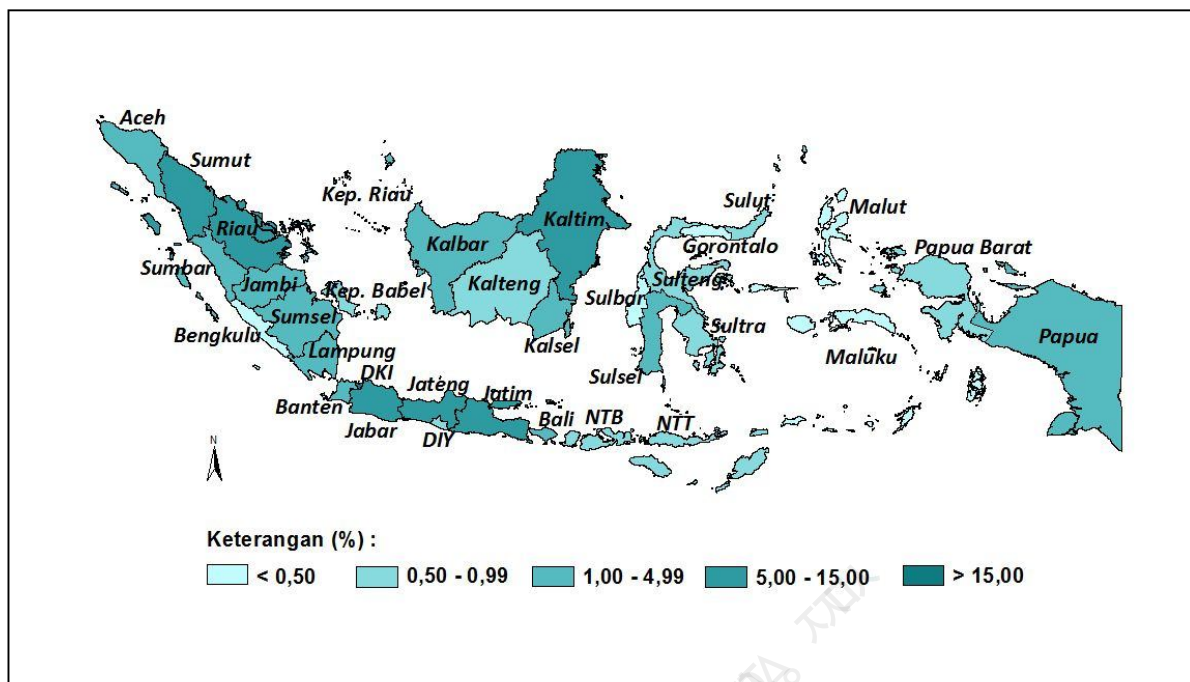 Aceh
Sumut
Kep. Riau
Riau
Sumbar
Jambi
Kep. Babel
Sumsel
Bengkulu
Lampung
DKI
Banten
Jabar
Jateng
DIY
Jatim
Bali
NTB
NTT
Kalbar
Kalteng
Kaltim
Kalsel
Sulut
Gorontalo
Sulteng
Sulbar
Sultra
Sulsel
Malut
Maluku
Papua Barat
Papua
N
Keterangan (%) :
< 0,50
0,50 - 0,99
1,00 - 4,99
5,00 - 15,00
> 15,00